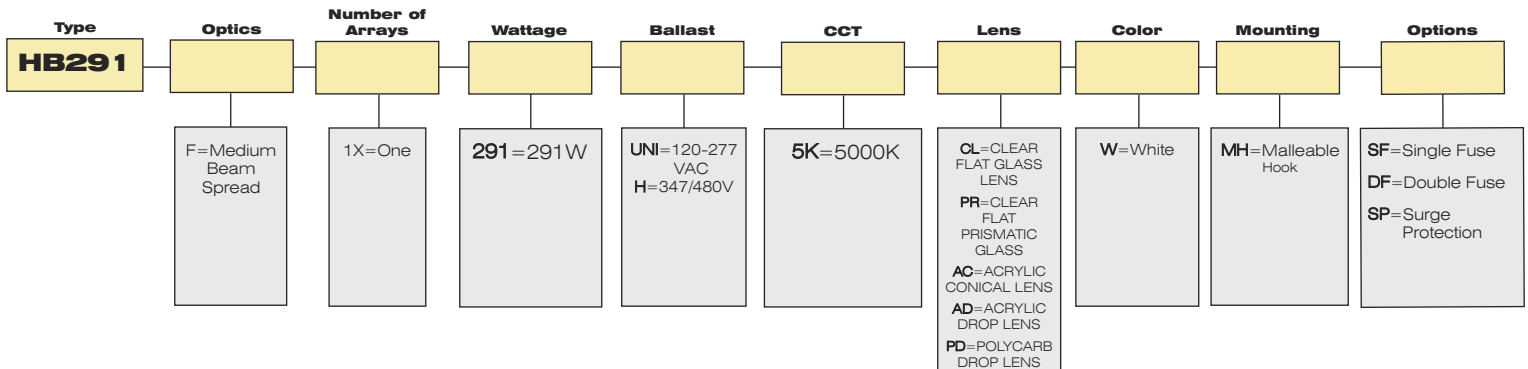 Type
Optics
Number of
Arrays
Wattage
Ballast
CCT
Lens
Color
Mounting
Options
HB291
F=Medium
Beam
Spread
1X=One
291=291W
UNI=120-277
VAC
H=347/480V
5K=5000K
CL=CLEAR
FLAT GLASS
LENS
PR=CLEAR
FLAT
PRISMATIC
GLASS
AC=ACRYLIC
CONICAL LENS
AD=ACRYLIC
DROP LENS
PD=POLYCARB
DROP LENS
W=White
MH=Malleable
Hook
SF=Single Fuse
DF=Double Fuse
SP=Surge
Protection